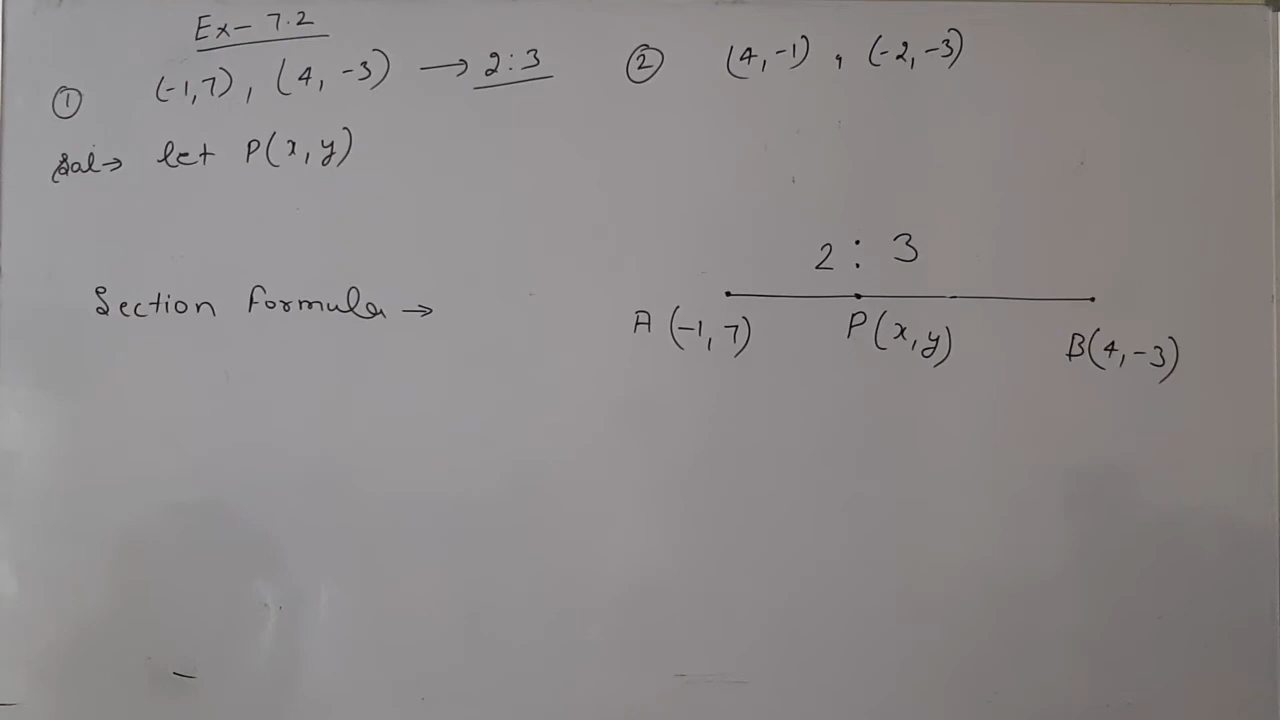 Ex- 7.2
① (-1,7), (4, -3) → 2:3
Sol→ let P(x, y)
Section formula →
② (4, -1) , (-2, -3)
2 : 3
A (-1, 7) P(x, y) B(4, -3)